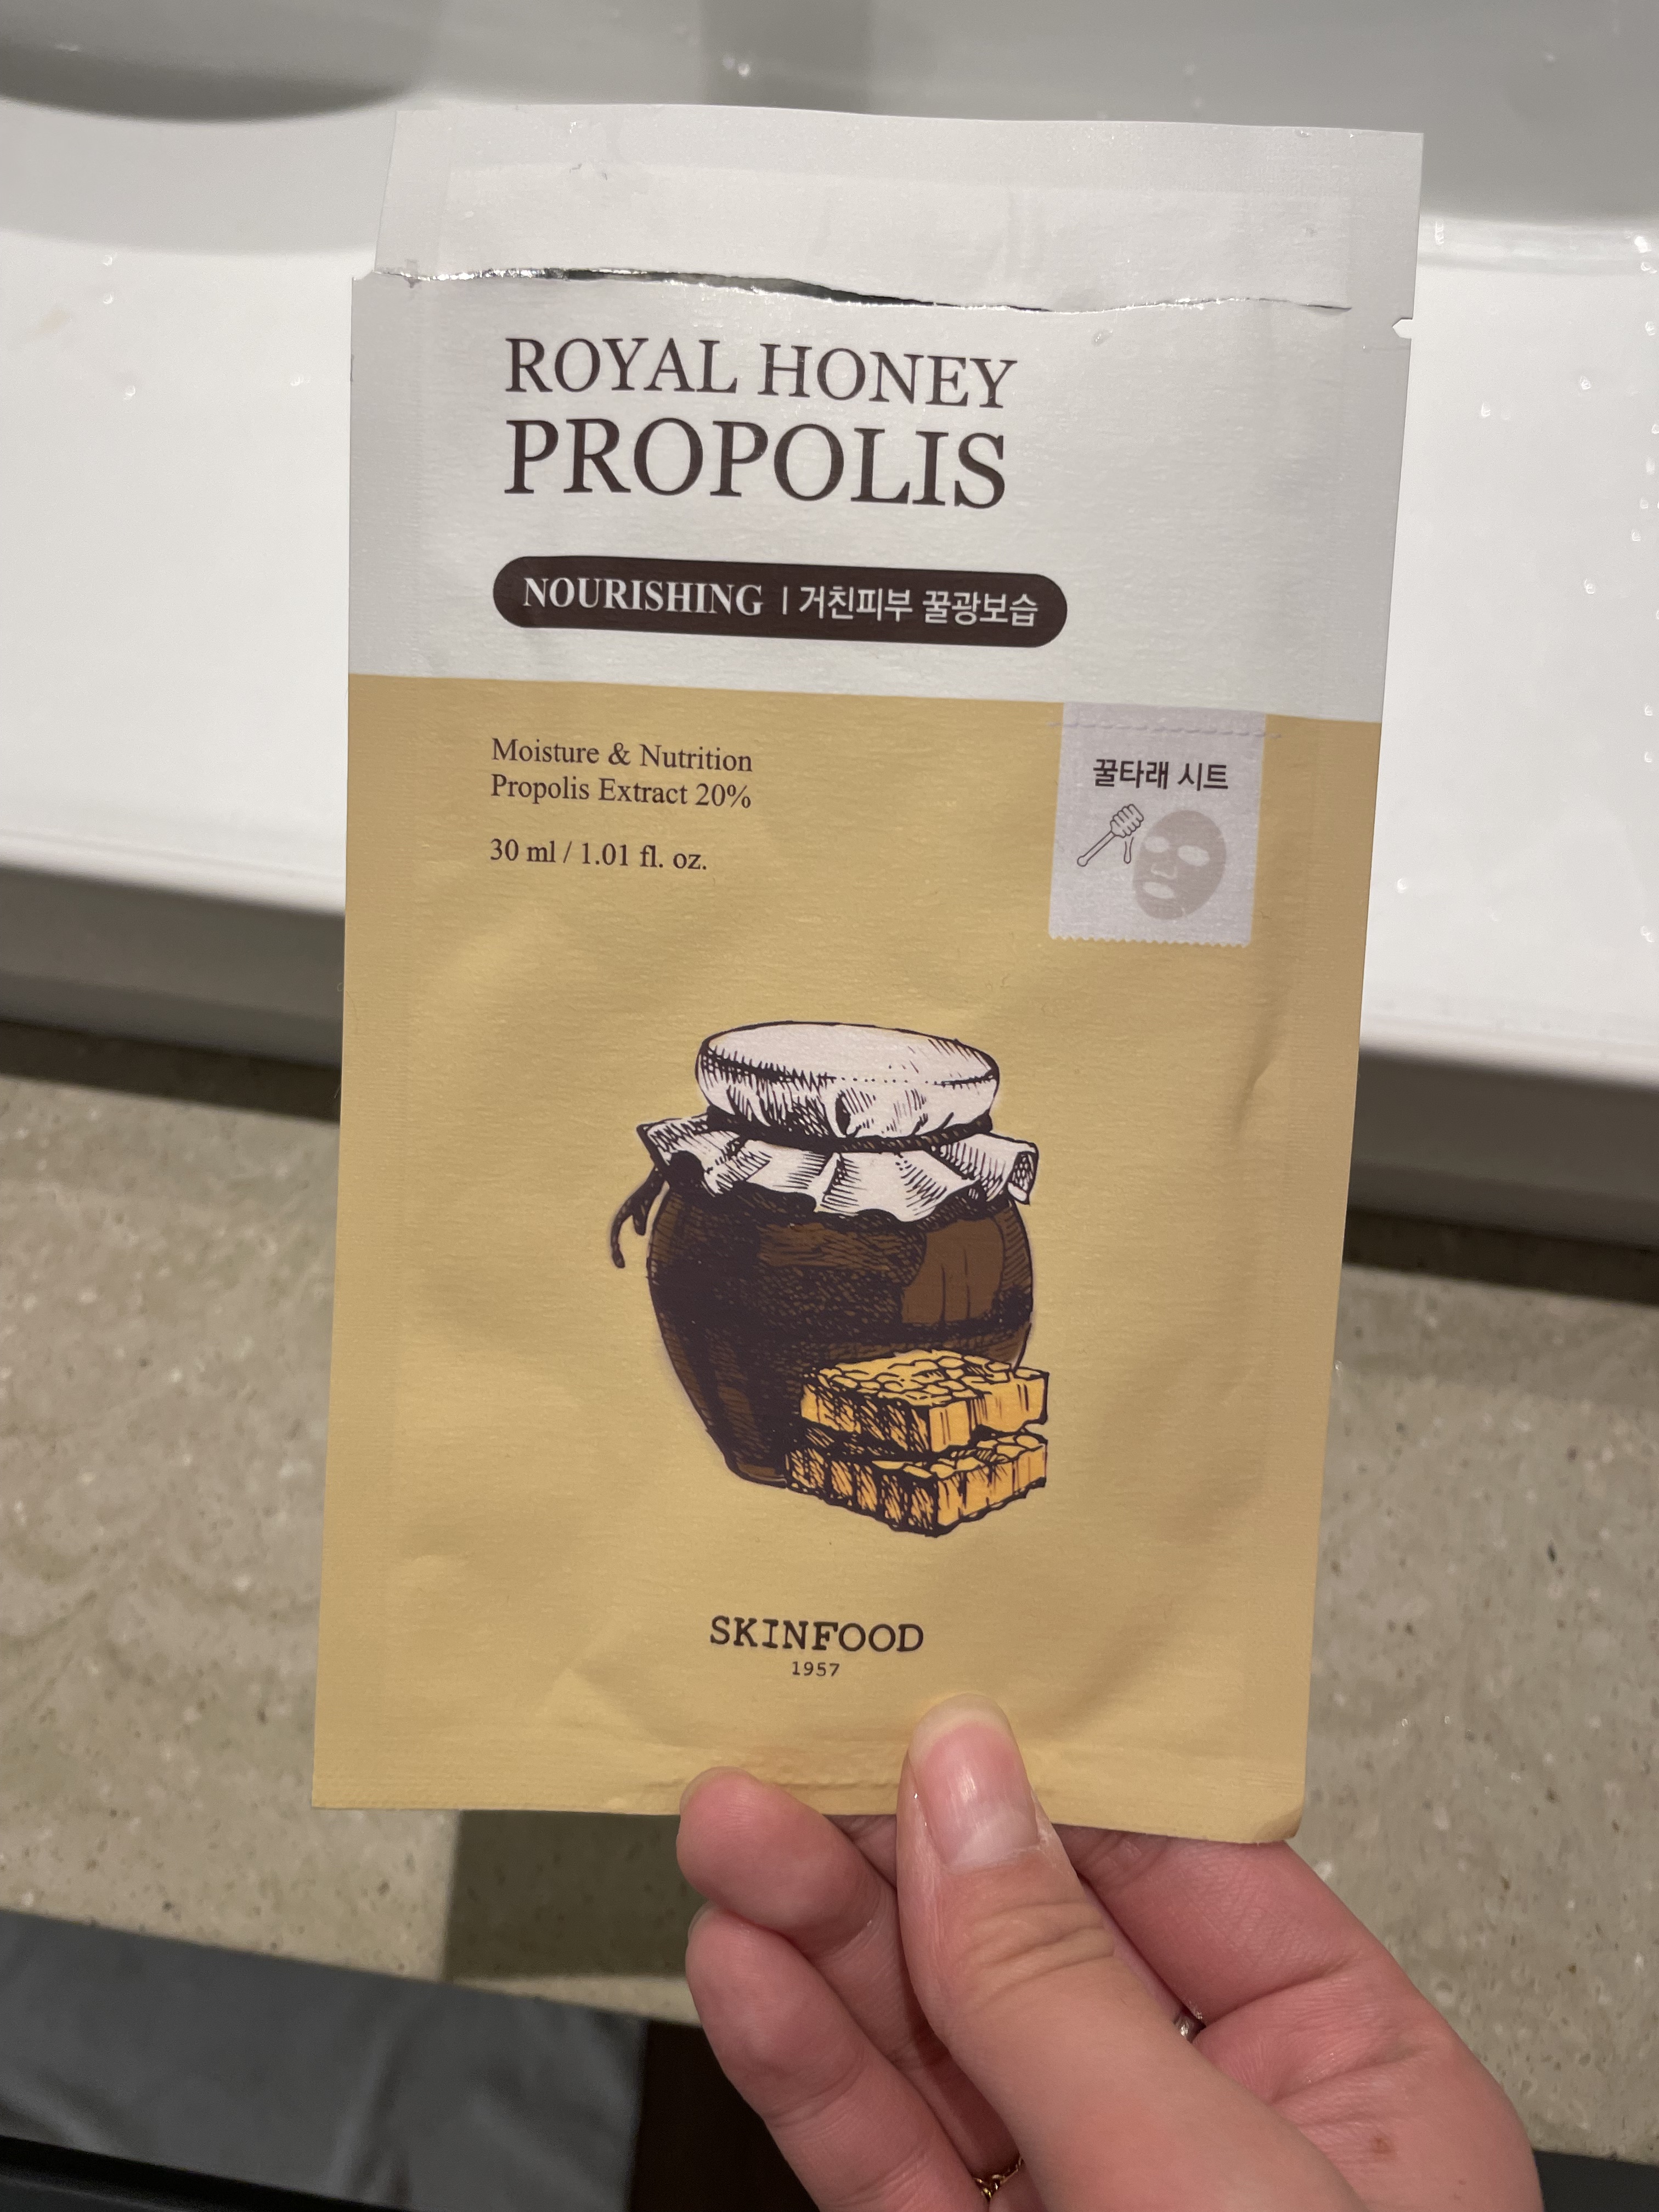 ROYAL HONEY
PROPOLIS
NOURISHING | 거친피부 꿀광보습
Moisture & Nutrition
Propolis Extract 20%
30 ml / 1.01 fl. oz.
꿀타래 시트
SKINFOOD
1957